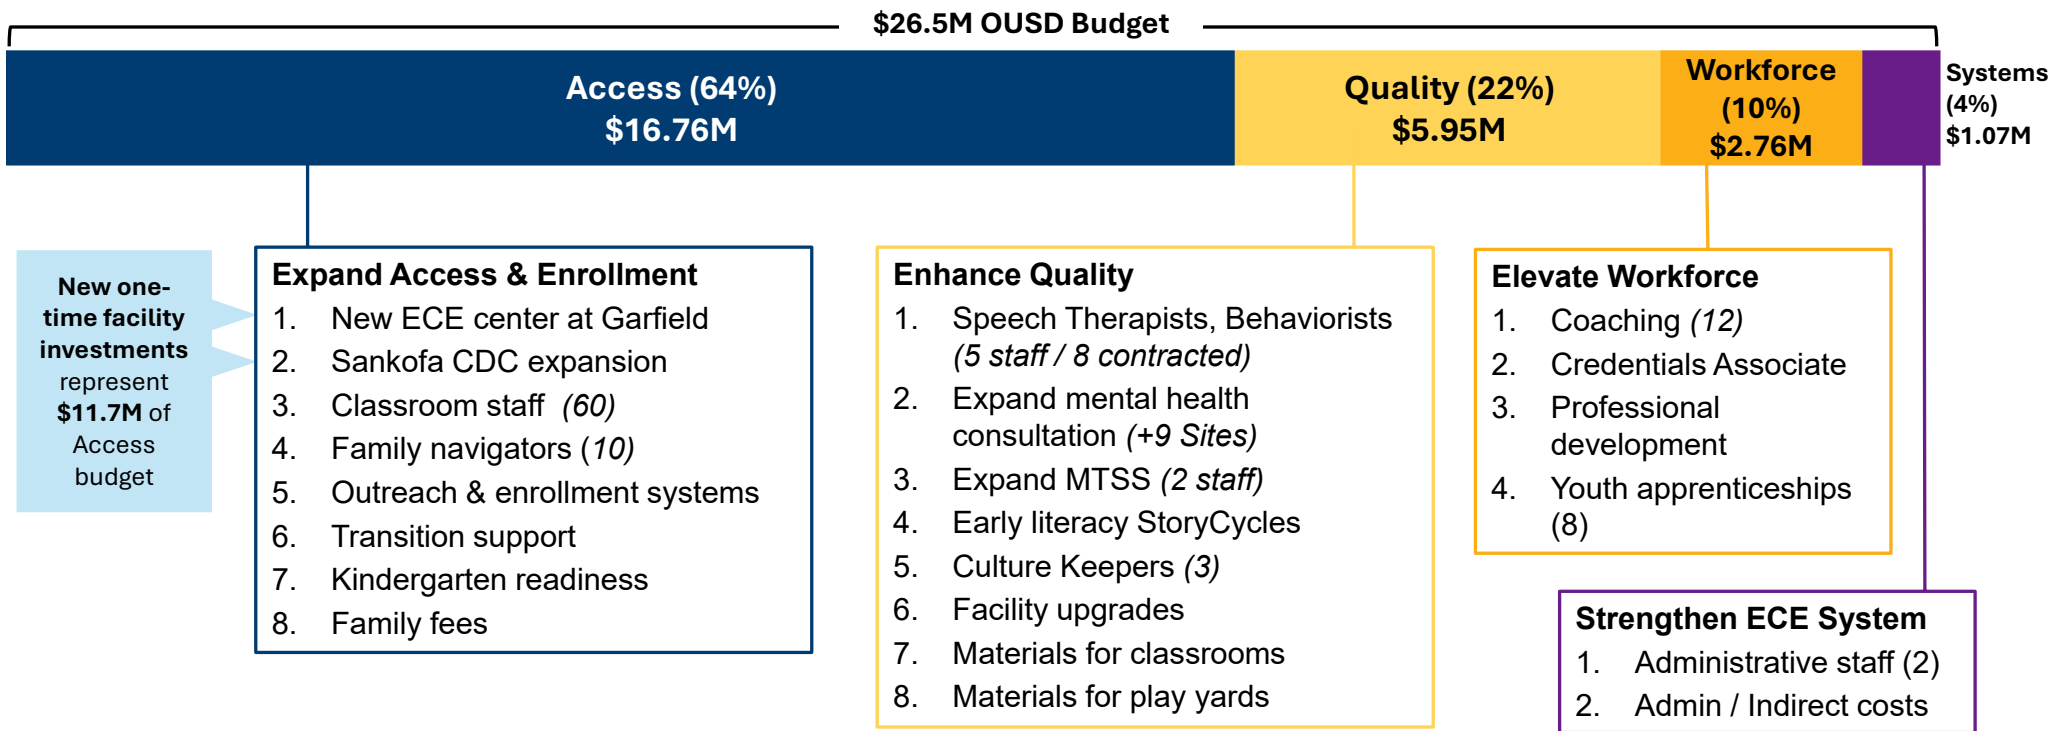 $26.5M OUSD Budget
Access (64%)
$16.76M
Quality (22%)
$5.95M
Workforce
(10%)
$2.76M
Systems
(4%)
$1.07M
New one-
time facility
investments
represent
$11.7M of
Access
budget
Expand Access & Enrollment
1. New ECE center at Garfield
2. Sankofa CDC expansion
3. Classroom staff (60)
4. Family navigators (10)
5. Outreach & enrollment systems
6. Transition support
7. Kindergarten readiness
8. Family fees
Enhance Quality
1. Speech Therapists, Behaviorists
(5 staff / 8 contracted)
2. Expand mental health
consultation (+9 Sites)
3. Expand MTSS (2 staff)
4. Early literacy StoryCycles
5. Culture Keepers (3)
6. Facility upgrades
7. Materials for classrooms
8. Materials for play yards
Elevate Workforce
1. Coaching (12)
2. Credentials Associate
3. Professional
development
4. Youth apprenticeships
(8)
Strengthen ECE System
1. Administrative staff (2)
2. Admin / Indirect costs